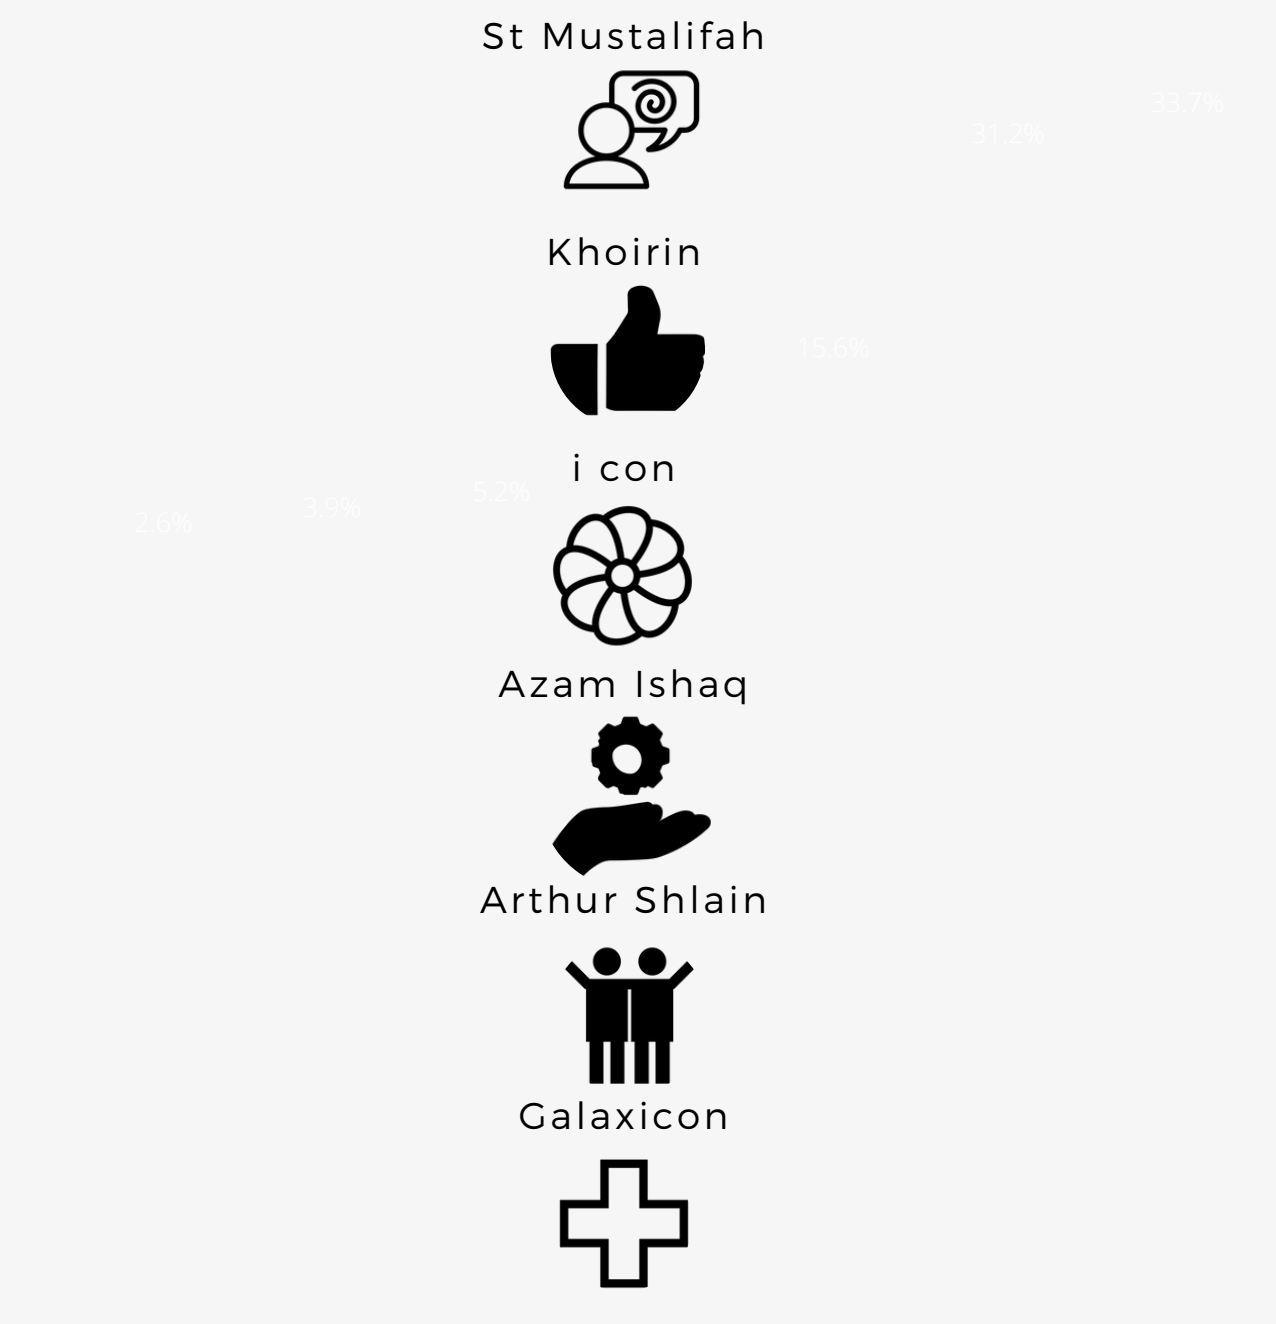 St Mustalifah
33.7%
31.2%
Khoirin
15.6%
i con
5.2%
3.9%
2.6%
Azam Ishaq
Arthur Shlain
Galaxicon